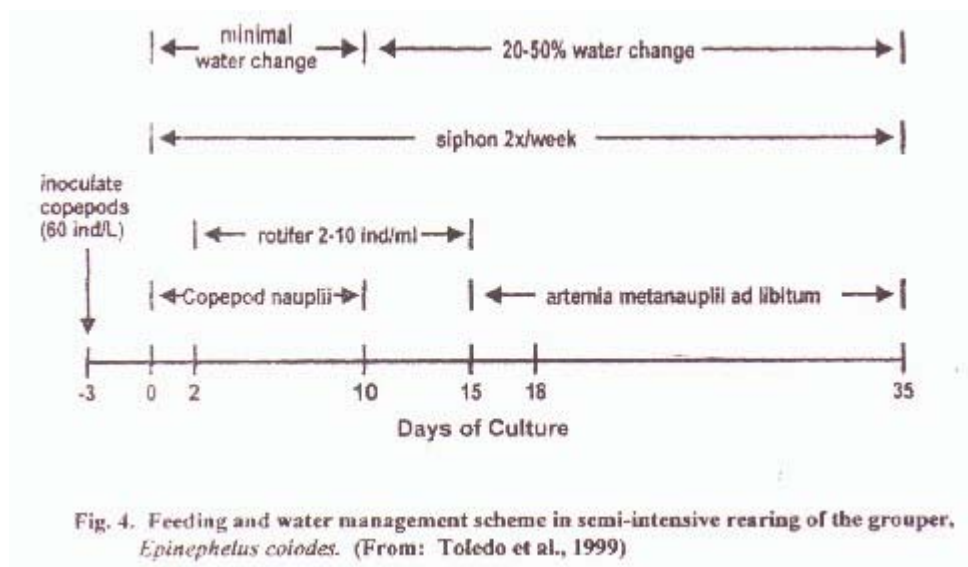 minimal
water change
20-50% water change
siphon 2x/week
inoculate
copepods
(60 ind/L)
rotifer 2-10 ind/ml
Copepod nauplii
artemia metanauplii ad libitum
-3 0 2 10 15 18 35
Days of Culture
Fig. 4. Feeding and water management scheme in semi-intensive rearing of the grouper,
Epinephelus coiodes. (From: Toledo et al., 1999)